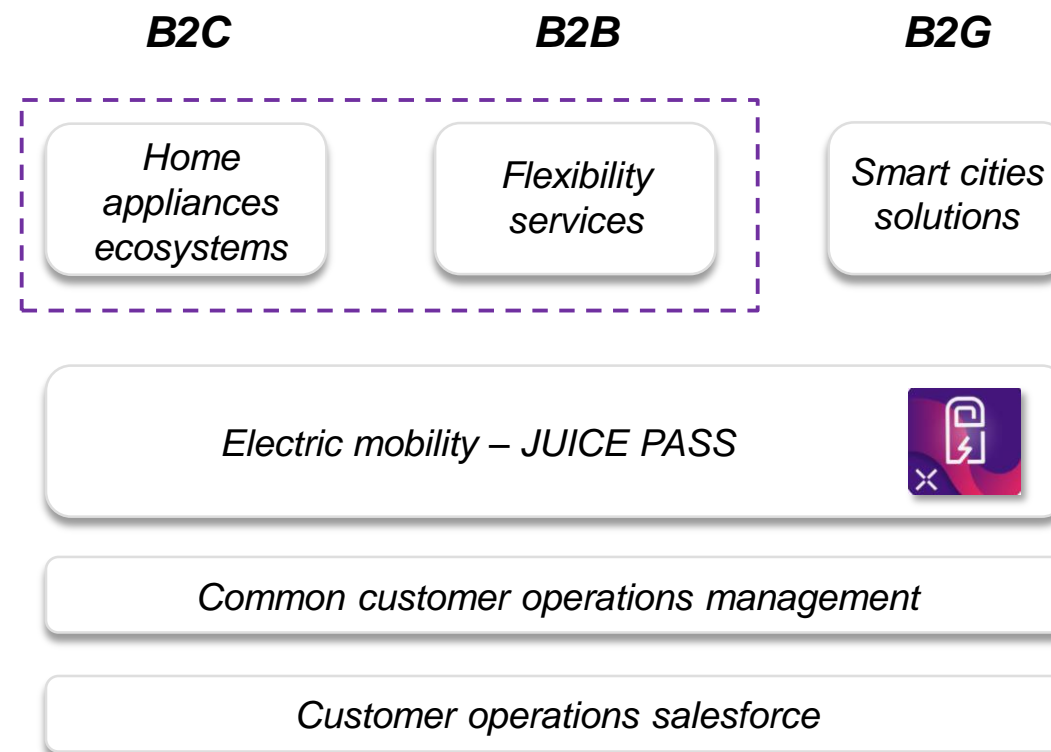 B2C B2B B2G
Home
appliances
ecosystems
Flexibility
services
Smart cities
solutions
Electric mobility – JUICE PASS
Common customer operations management
Customer operations salesforce